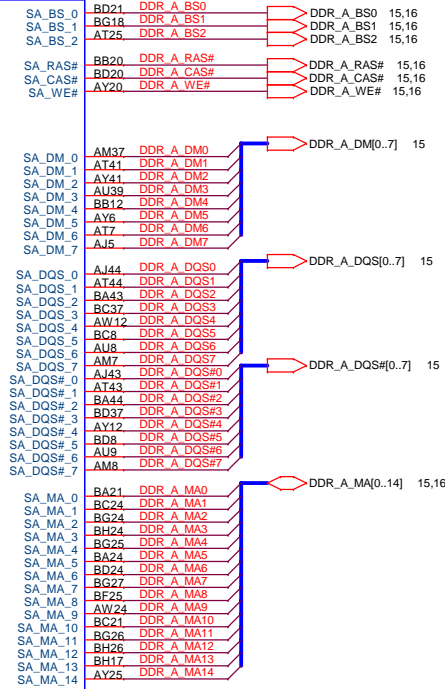 SA_BS_0 BD21 DDR_A_BS0 DDR_A_BS0 15,16
SA_BS_1 BG18 DDR_A_BS1 DDR_A_BS1 15,16
SA_BS_2 AT25 DDR_A_BS2 DDR_A_BS2 15,16
SA_RAS# BB20 DDR_A_RAS# DDR_A_RAS# 15,16
SA_CAS# BD20 DDR_A_CAS# DDR_A_CAS# 15,16
SA_WE# AY20 DDR_A_WE# DDR_A_WE# 15,16
DDR_A_DM[0..7] 15
SA_DM_0 AM37 DDR_A_DM0
SA_DM_1 AT41 DDR_A_DM1
SA_DM_2 AY41 DDR_A_DM2
SA_DM_3 AU39 DDR_A_DM3
SA_DM_4 BB12 DDR_A_DM4
SA_DM_5 AY6 DDR_A_DM5
SA_DM_6 AT7 DDR_A_DM6
SA_DM_7 AJ5 DDR_A_DM7
DDR_A_DQS[0..7] 15
SA_DQS_0 AJ44 DDR_A_DQS0
SA_DQS_1 AT44 DDR_A_DQS1
SA_DQS_2 BA43 DDR_A_DQS2
SA_DQS_3 BC37 DDR_A_DQS3
SA_DQS_4 AW12 DDR_A_DQS4
SA_DQS_5 BC8 DDR_A_DQS5
SA_DQS_6 AU8 DDR_A_DQS6
SA_DQS_7 AM7 DDR_A_DQS7
DDR_A_DQS#[0..7] 15
SA_DQS#_0 AJ43 DDR_A_DQS#0
SA_DQS#_1 AT43 DDR_A_DQS#1
SA_DQS#_2 BA44 DDR_A_DQS#2
SA_DQS#_3 BD37 DDR_A_DQS#3
SA_DQS#_4 AY12 DDR_A_DQS#4
SA_DQS#_5 BD8 DDR_A_DQS#5
SA_DQS#_6 AU9 DDR_A_DQS#6
SA_DQS#_7 AM8 DDR_A_DQS#7
DDR_A_MA[0..14] 15,16
SA_MA_0 BA21 DDR_A_MA0
SA_MA_1 BC24 DDR_A_MA1
SA_MA_2 BG24 DDR_A_MA2
SA_MA_3 BH24 DDR_A_MA3
SA_MA_4 BG25 DDR_A_MA4
SA_MA_5 BA24 DDR_A_MA5
SA_MA_6 BD24 DDR_A_MA6
SA_MA_7 BG27 DDR_A_MA7
SA_MA_8 BF25 DDR_A_MA8
SA_MA_9 AW24 DDR_A_MA9
SA_MA_10 BC21 DDR_A_MA10
SA_MA_11 BG26 DDR_A_MA11
SA_MA_12 BH26 DDR_A_MA12
SA_MA_13 BH17 DDR_A_MA13
SA_MA_14 AY25 DDR_A_MA14